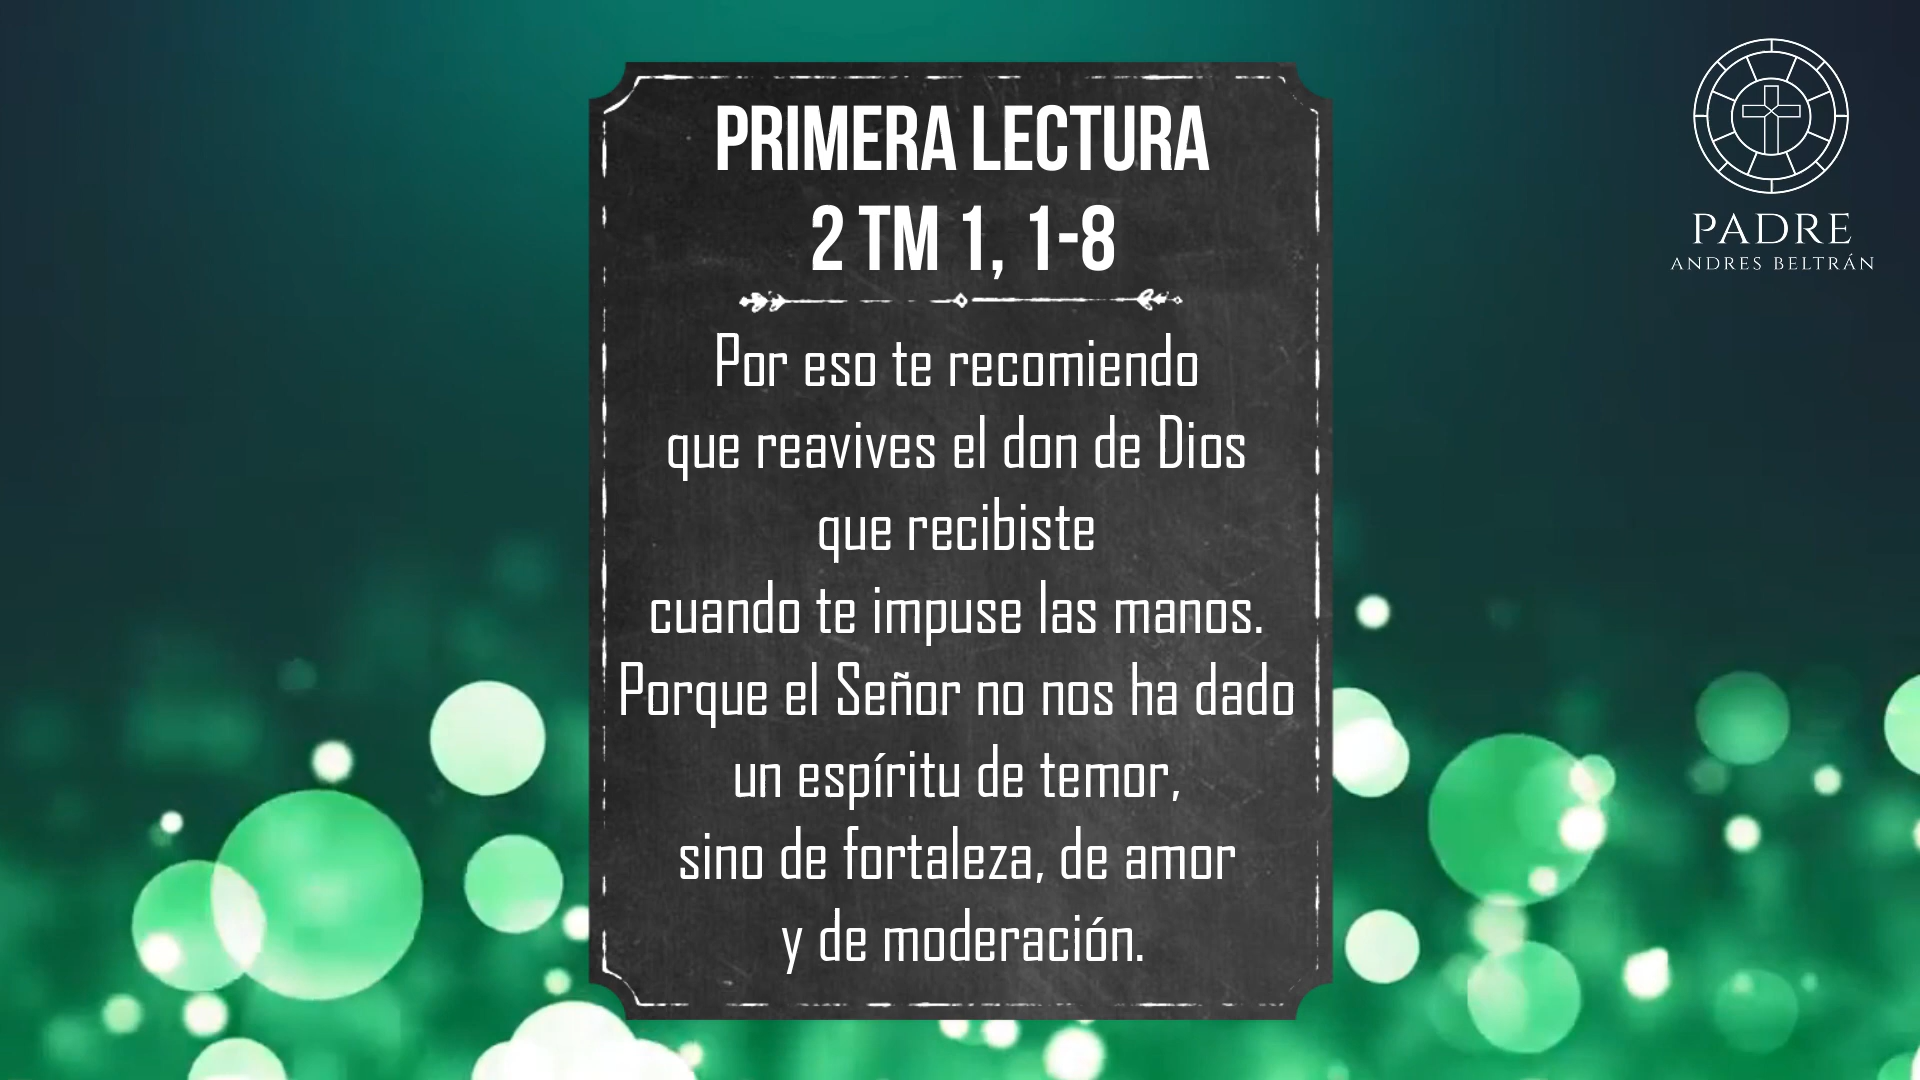 PRIMERA LECTURA
2 TM 1, 1-8
Por eso te recomiendo
que reavives el don de Dios
que recibiste
cuando te impuse las manos.
Porque el Señor no nos ha dado
un espíritu de temor,
sino de fortaleza, de amor
y de moderación.
PADRE
ANDRES BELTRÁN